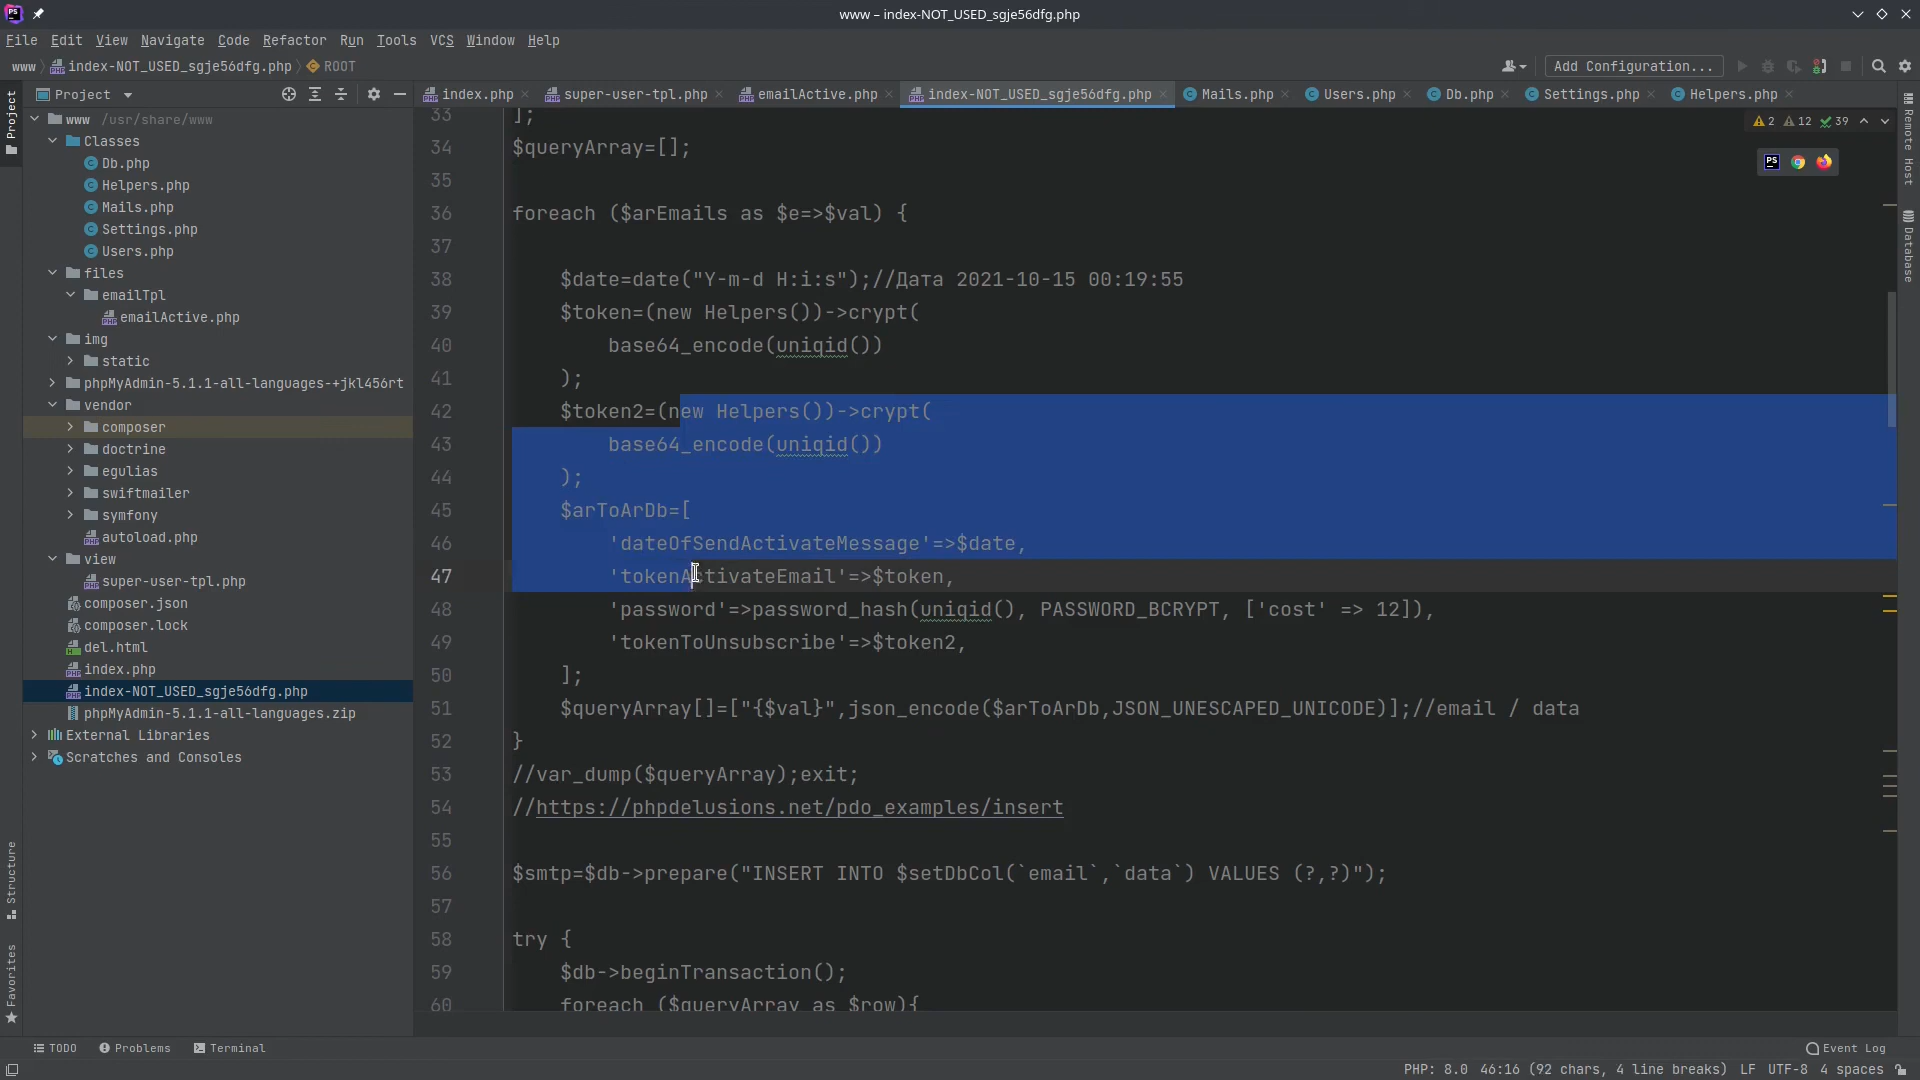 www – index-NOT_USED_sgje56dfg.php
File Edit View Navigate Code Refactor Run Tools VCS Window Help
www index-NOT_USED_sgje56dfg.php ROOT
Add Configuration...
Project
index.php super-user-tpl.php emailActive.php index-NOT_USED_sgje56dfg.php Mails.php Users.php Db.php Settings.php Helpers.php
2 12 39
Project
www /usr/share/www
Classes
Db.php
Helpers.php
Mails.php
Settings.php
Users.php
files
emailTpl
emailActive.php
img
static
phpMyAdmin-5.1.1-all-languages-+jkl456rt
vendor
composer
doctrine
egulias
swiftmailer
symfony
autoload.php
view
super-user-tpl.php
composer.json
composer.lock
del.html
index.php
index-NOT_USED_sgje56dfg.php
phpMyAdmin-5.1.1-all-languages.zip
External Libraries
Scratches and Consoles
Structure
Favorites
33 ];
34 $queryArray=[];
35
36 foreach ($arEmails as $e=>$val) {
37
38 $date=date("Y-m-d H:i:s");//Дата 2021-10-15 00:19:55
39 $token=(new Helpers())->crypt(
40 base64_encode(uniqid())
41 );
42 $token2=(new Helpers())->crypt(
43 base64_encode(uniqid())
44 );
45 $arToArDb=[
46 'dateOfSendActivateMessage'=>$date,
47 'tokenActivateEmail'=>$token,
48 'password'=>password_hash(uniqid(), PASSWORD_BCRYPT, ['cost' => 12]),
49 'tokenToUnsubscribe'=>$token2,
50 ];
51 $queryArray[]=["{$val}",json_encode($arToArDb,JSON_UNESCAPED_UNICODE)];//email / data
52 }
53 //var_dump($queryArray);exit;
54 //https://phpdelusions.net/pdo_examples/insert
55
56 $smtp=$db->prepare("INSERT INTO $setDbCol(`email`,`data`) VALUES (?,?)");
57
58 try {
59 $db->beginTransaction();
60 foreach ($queryArray as $row){
Remote Host
Database
TODO Problems Terminal Event Log
PHP: 8.0 46:16 (92 chars, 4 line breaks) LF UTF-8 4 spaces